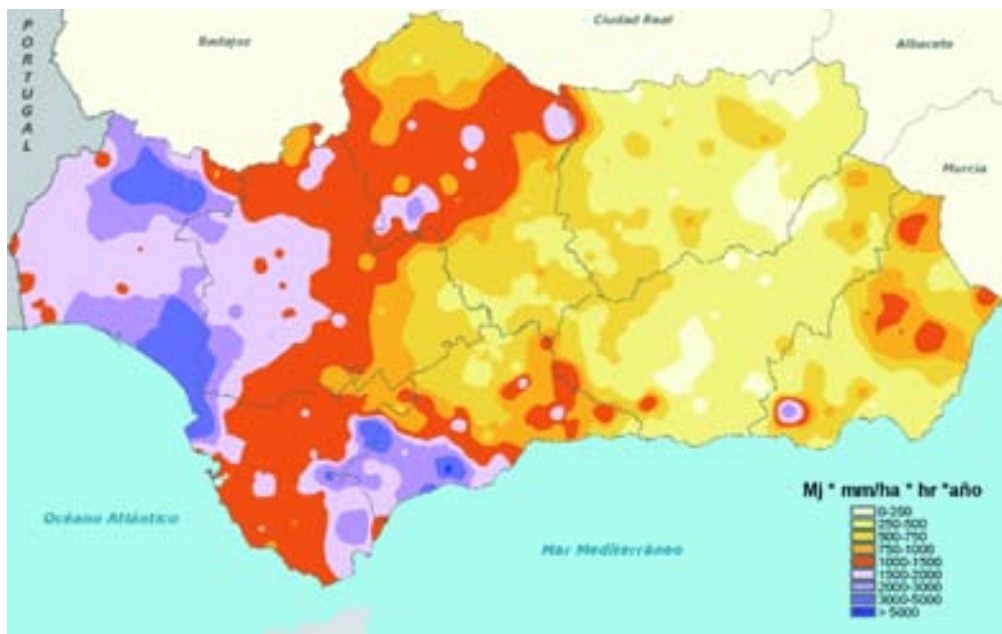 PORTUGAL
Badajoz
Ciudad Real
Albacete
Murcia
Océano Atlántico
Mar Mediterráneo
Mj * mm/ha * hr *año
0-250
250-500
500-750
750-1000
1000-1500
1500-2000
2000-3000
3000-5000
> 5000